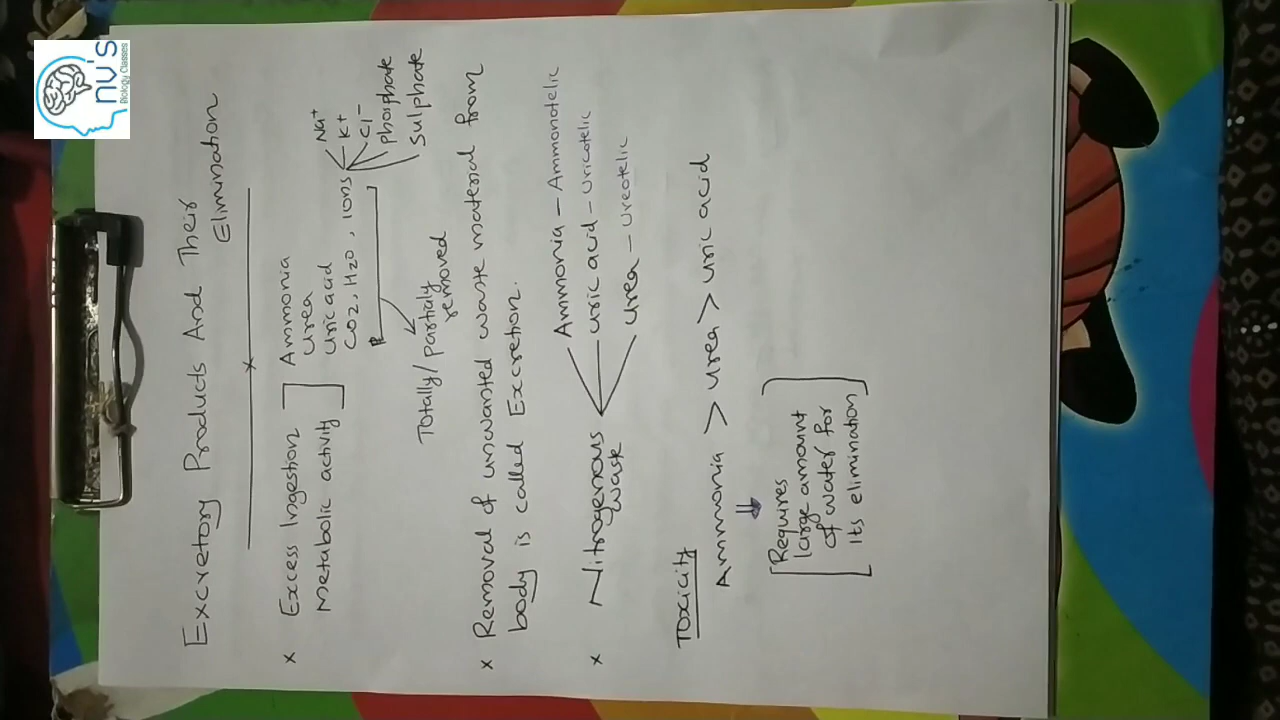 nv's
Biology Classes
Excretory Products And Their
Elimination
x
x Excess Ingestion ] Ammonia
Metabolic activity ] Urea
Uric acid
CO2, H2O, ions
Na+
K+
Cl-
phosphate
sulphate
Totally/ partialy
removed
x Removal of unwanted waste material from
body is called Excretion.
x Nitrogenous
waste
Ammonia - Ammonotelic
uric acid - uricotelic
urea - ureotelic
Toxicity
Ammonia > urea > uric acid
[Requires
large amount
of water for
its elimination]